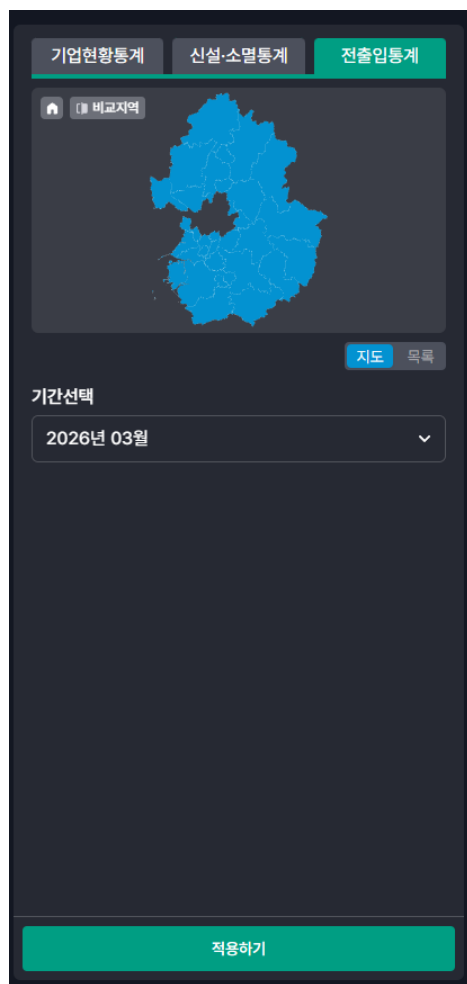 기업현황통계 신설·소멸통계 전출입통계
비교지역
지도 목록
기간선택
2026년 03월
적용하기